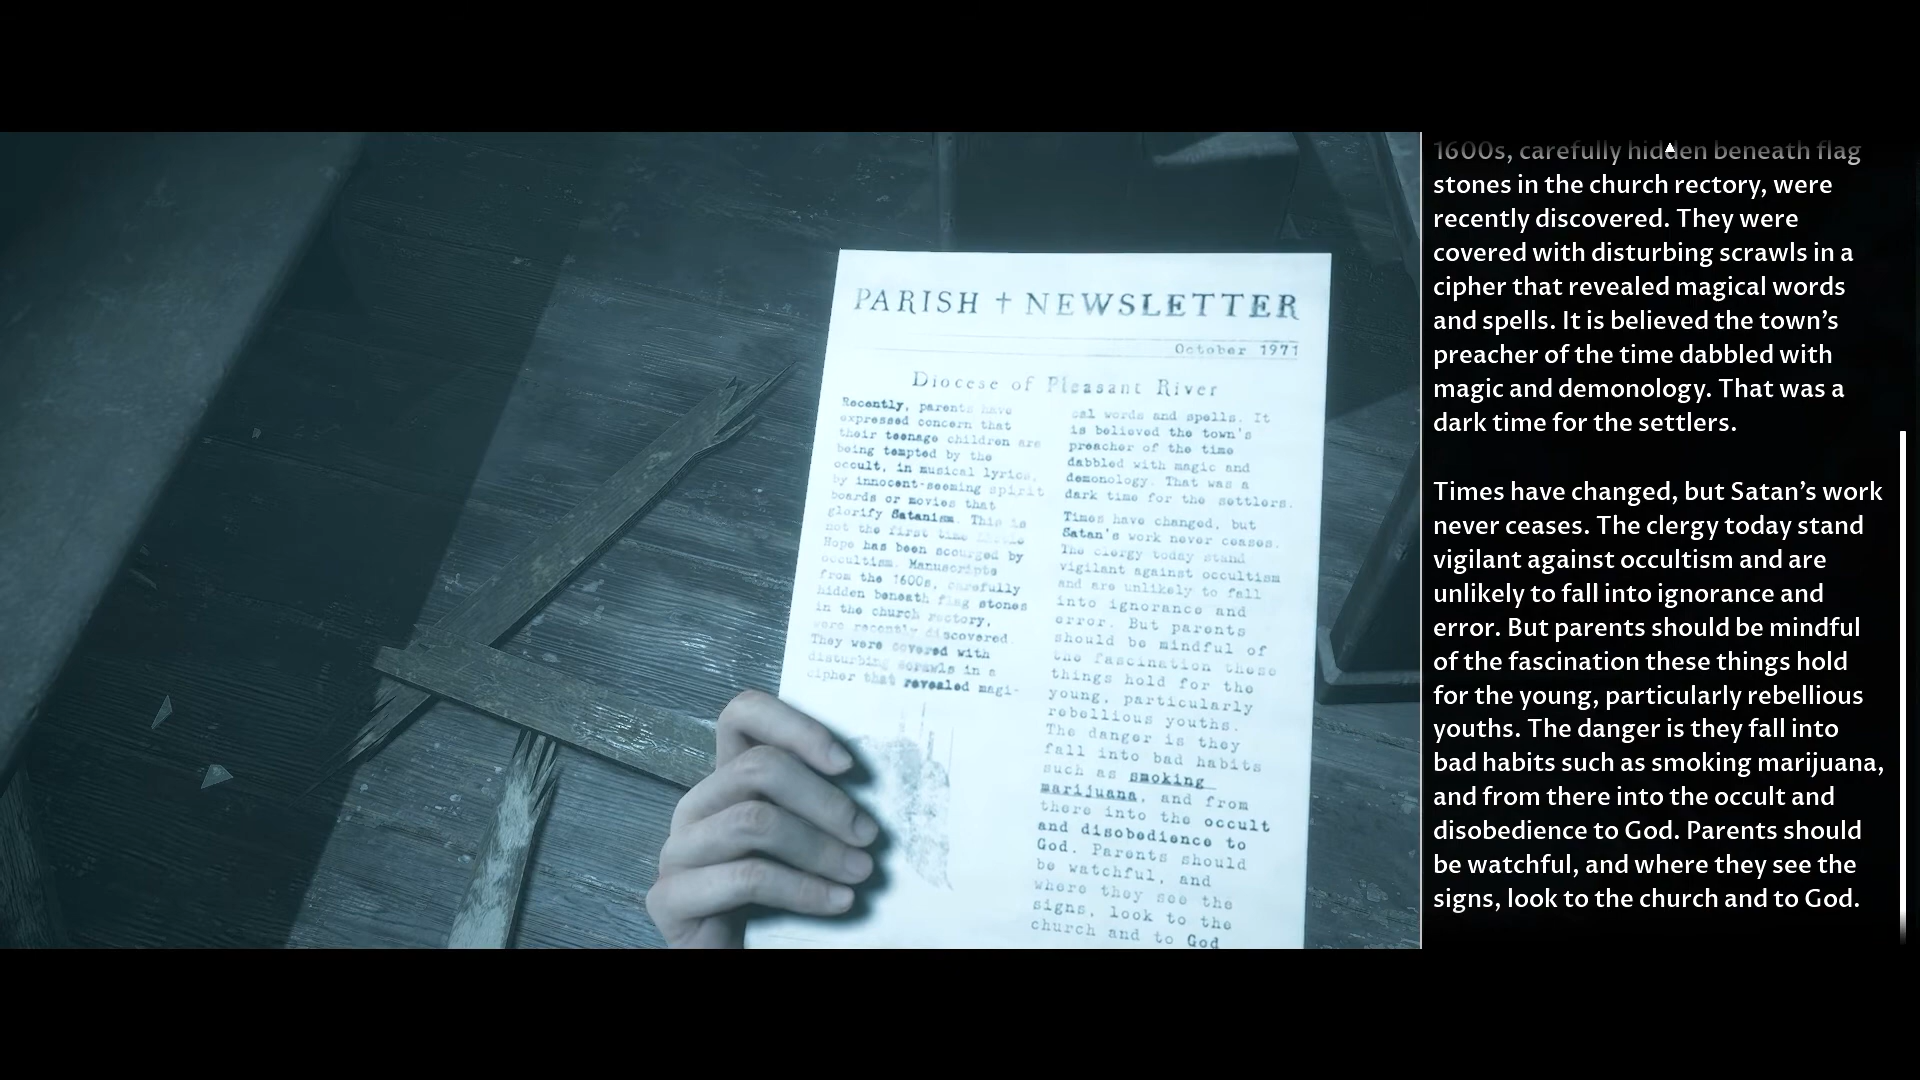 PARISH † NEWSLETTER
October 1971
Diocese of Pleasant River
Recently, parents have
expressed concern that
their teenage children are
being tempted by the
occult, in musical lyrics,
by innocent-seeming spirit
boards or movies that
glorify Satanism. This is
not the first time Little
Hope has been scourged by
occultism. Manuscripts
from the 1600s, carefully
hidden beneath flag stones
in the church rectory,
were recently discovered.
They were covered with
disturbing scrawls in a
cipher that revealed magi-
cal words and spells. It
is believed the town's
preacher of the time
dabbled with magic and
demonology. That was a
dark time for the settlers.
Times have changed, but
Satan's work never ceases.
The clergy today stand
vigilant against occultism
and are unlikely to fall
into ignorance and
error. But parents
should be mindful of
the fascination these
things hold for the
young, particularly
rebellious youths.
The danger is they
fall into bad habits
such as smoking
marijuana, and from
there into the occult
and disobedience to
God. Parents should
be watchful, and
where they see the
signs, look to the
church and to God
1600s, carefully hidden beneath flag
stones in the church rectory, were
recently discovered. They were
covered with disturbing scrawls in a
cipher that revealed magical words
and spells. It is believed the town's
preacher of the time dabbled with
magic and demonology. That was a
dark time for the settlers.
Times have changed, but Satan's work
never ceases. The clergy today stand
vigilant against occultism and are
unlikely to fall into ignorance and
error. But parents should be mindful
of the fascination these things hold
for the young, particularly rebellious
youths. The danger is they fall into
bad habits such as smoking marijuana,
and from there into the occult and
disobedience to God. Parents should
be watchful, and where they see the
signs, look to the church and to God.